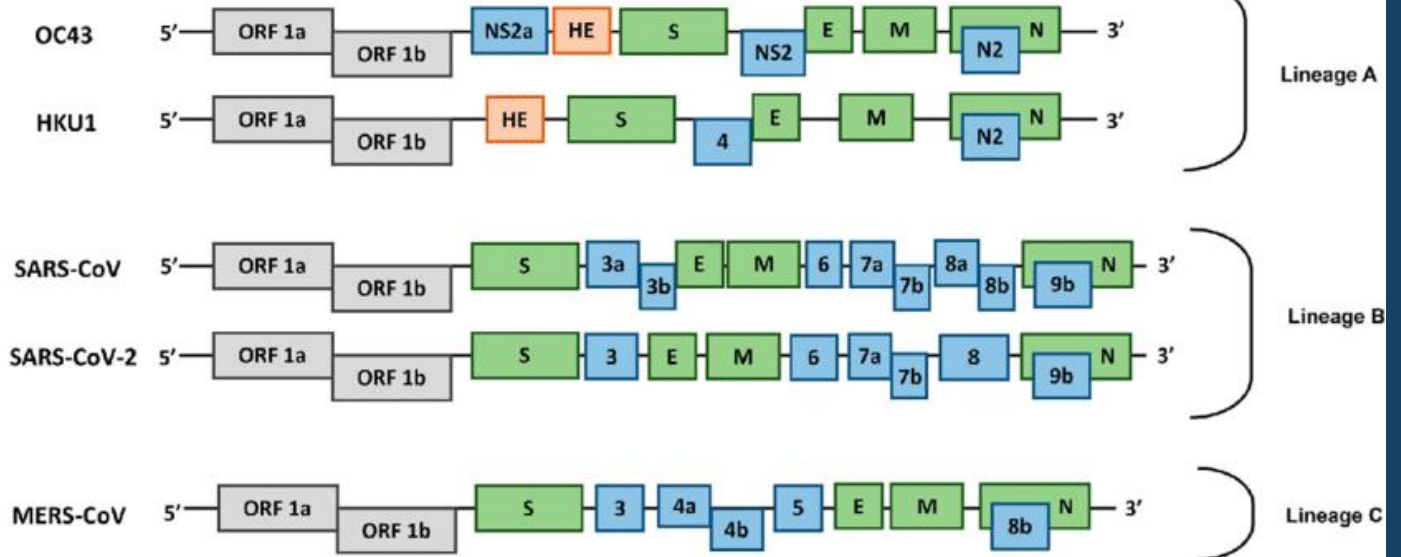 OC43 5’ ORF 1a ORF 1b NS2a HE S NS2 E M N2 N 3’
Lineage A
HKU1 5’ ORF 1a ORF 1b HE S 4 E M N2 N 3’
SARS-CoV 5’ ORF 1a ORF 1b S 3a 3b E M 6 7a 7b 8a 8b 9b N 3’
Lineage B
SARS-CoV-2 5’ ORF 1a ORF 1b S 3 E M 6 7a 7b 8 9b N 3’
MERS-CoV 5’ ORF 1a ORF 1b S 3 4a 4b 5 E M 8b N 3’
Lineage C